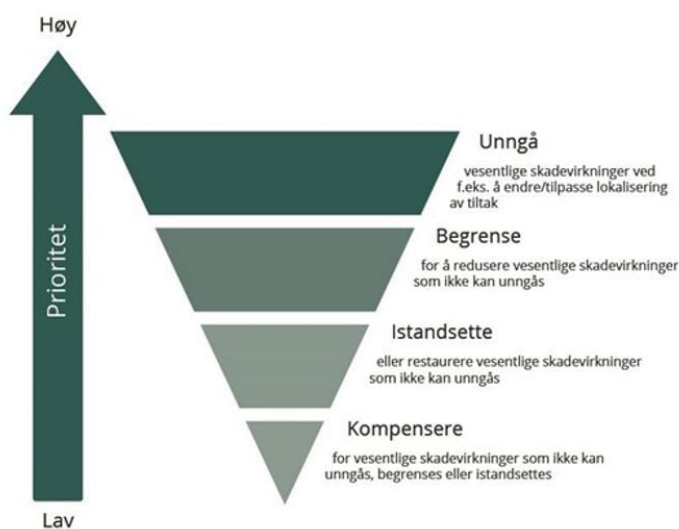 Høy
Prioritet
Lav
Unngå
vesentlige skadevirkninger ved
f.eks. å endre/tilpasse lokalisering
av tiltak
Begrense
for å redusere vesentlige skadevirkninger
som ikke kan unngås
Istandsette
eller restaurere vesentlige skadevirkninger
som ikke kan unngås
Kompensere
for vesentlige skadevirkninger som ikke kan
unngås, begrenses eller istandsettes